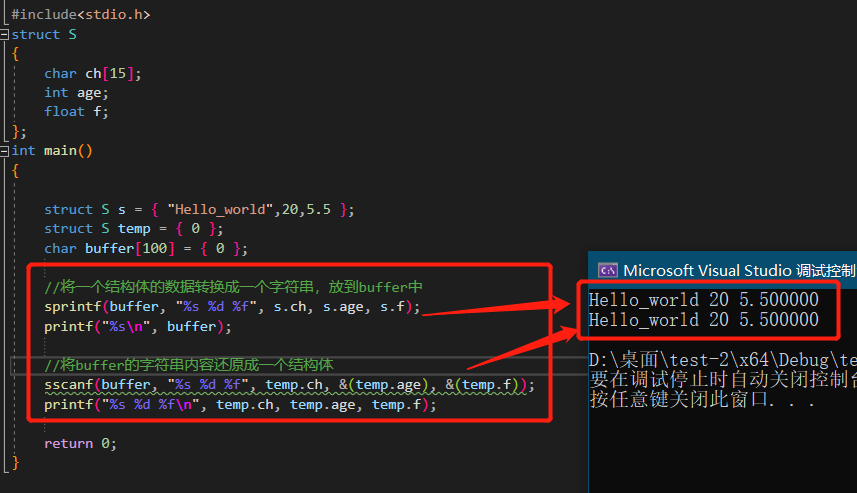 #include<stdio.h>
struct S
{
char ch[15];
int age;
float f;
};
int main()
{
struct S s = { "Hello_world",20,5.5 };
struct S temp = { 0 };
char buffer[100] = { 0 };
//将一个结构体的数据转换成一个字符串，放到buffer中
sprintf(buffer, "%s %d %f", s.ch, s.age, s.f);
printf("%s\n", buffer);
//将buffer的字符串内容还原成一个结构体
sscanf(buffer, "%s %d %f", temp.ch, &(temp.age), &(temp.f));
printf("%s %d %f\n", temp.ch, temp.age, temp.f);
return 0;
}
Microsoft Visual Studio 调试控制
Hello_world 20 5.500000
Hello_world 20 5.500000
D:\桌面\test-2\x64\Debug\te
要在调试停止时自动关闭控制台
按任意键关闭此窗口. . .